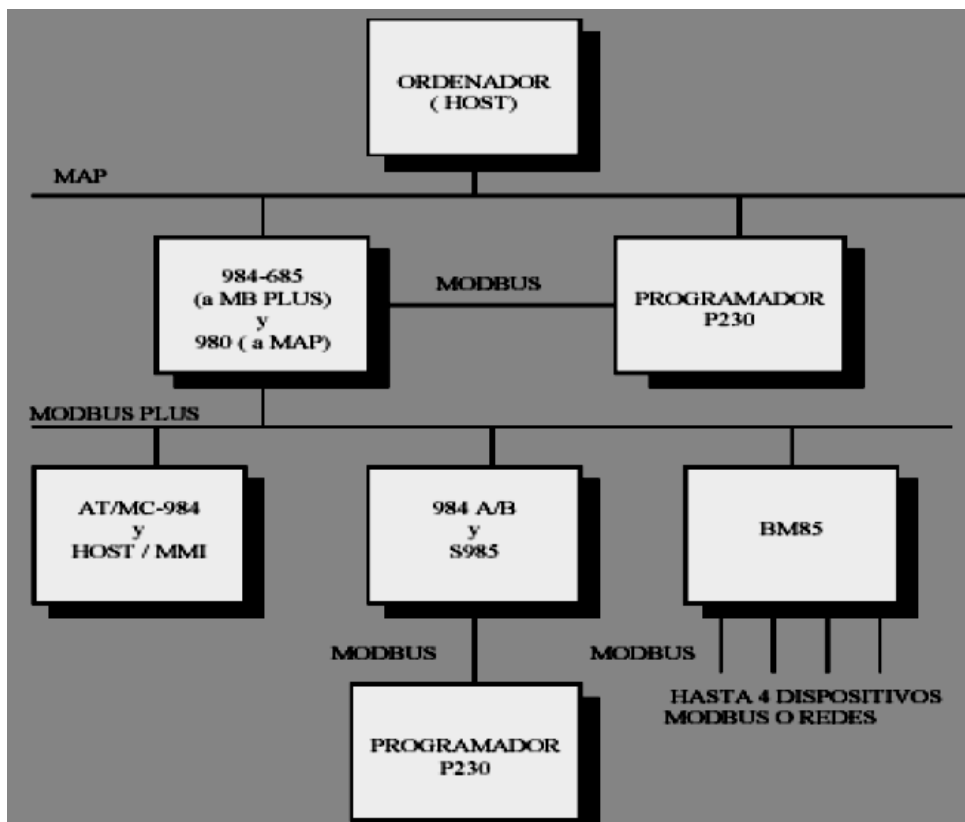 ORDENADOR
( HOST)
MAP
984-685
(a MB PLUS)
y
980 ( a MAP)
MODBUS
PROGRAMADOR
P230
MODBUS PLUS
AT/MC-984
y
HOST / MMI
984 A/B
y
S985
BM85
MODBUS
MODBUS
HASTA 4 DISPOSITIVOS
MODBUS O REDES
PROGRAMADOR
P230